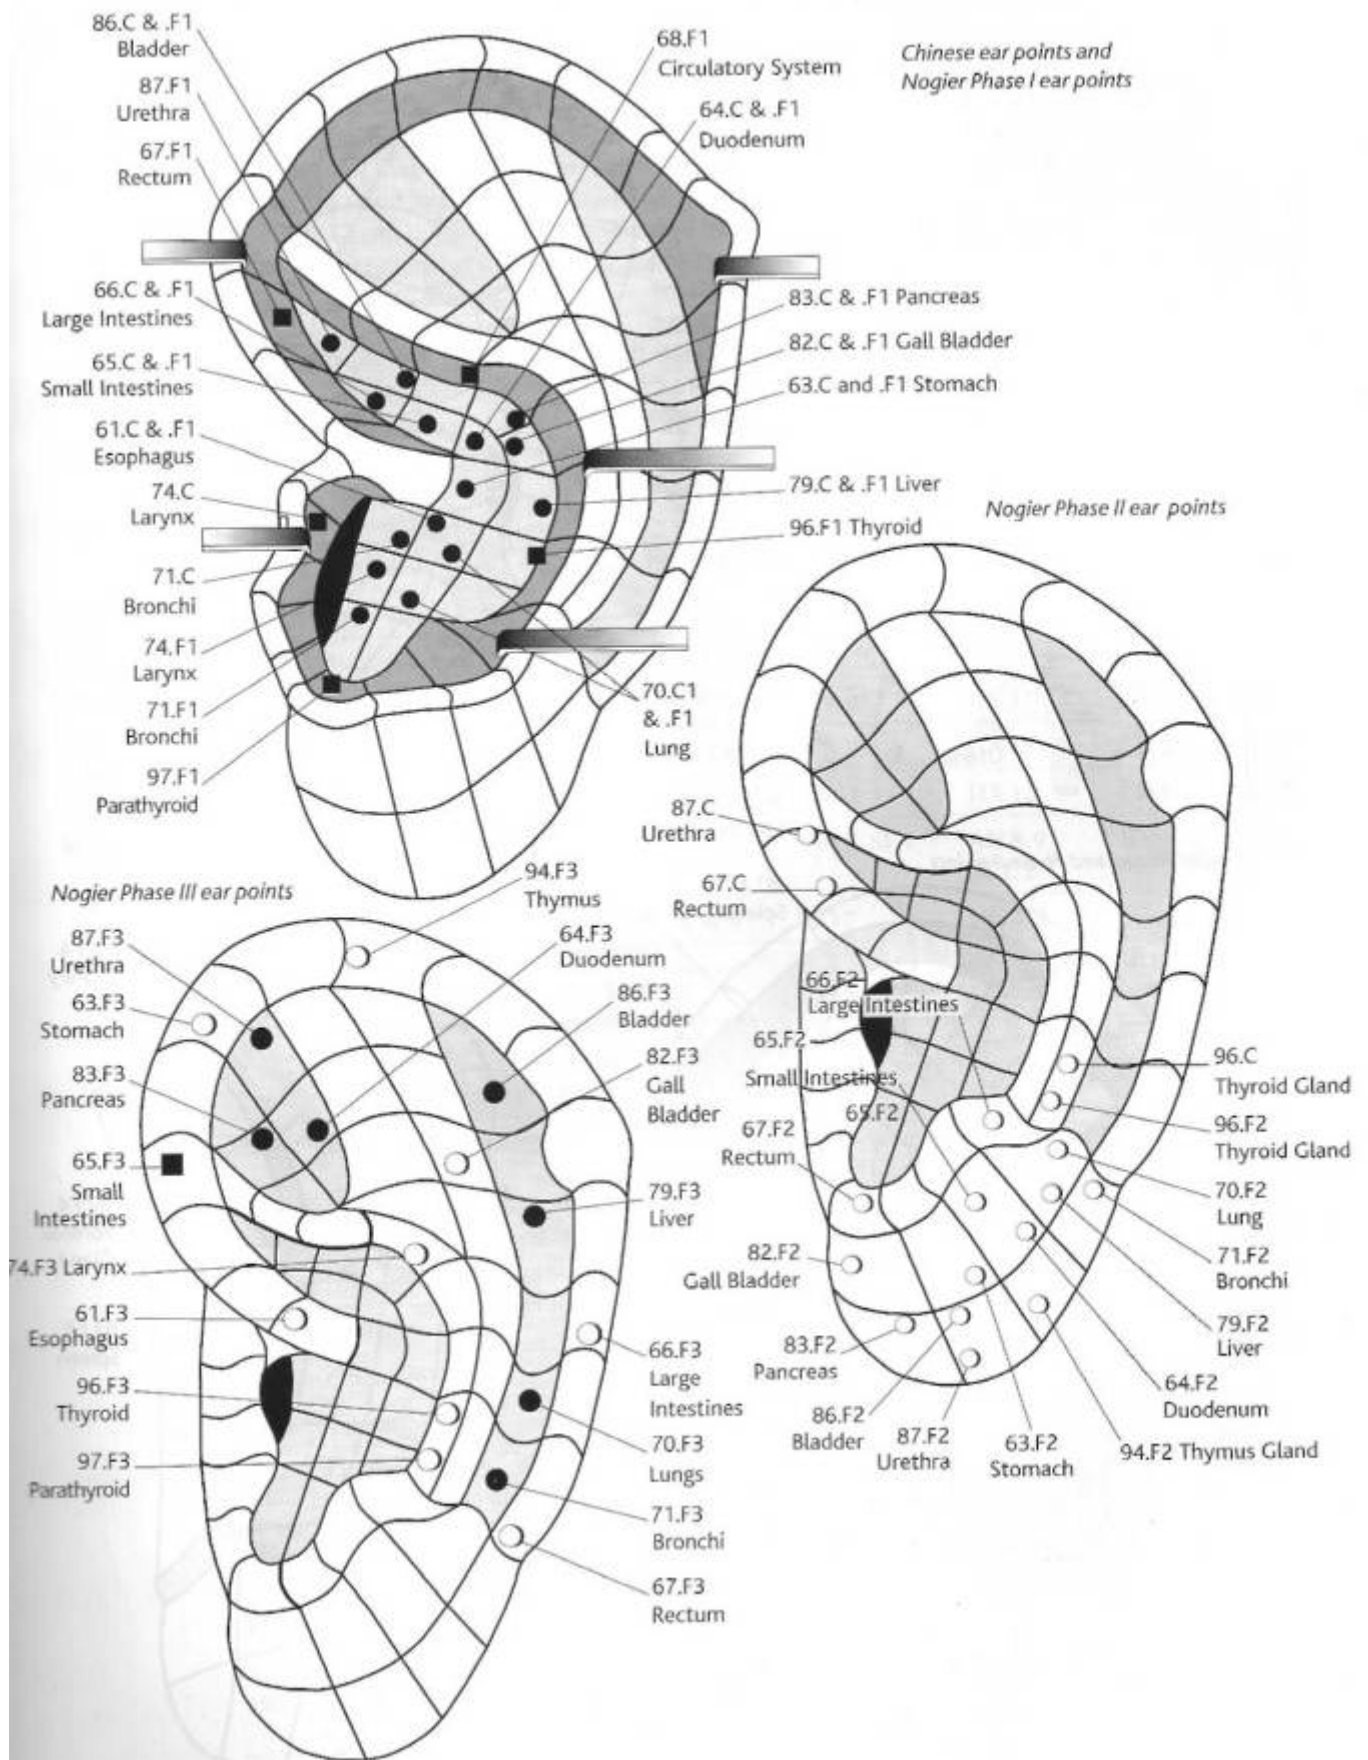 86.C & .F1
Bladder
87.F1
Urethra
67.F1
Rectum
68.F1
Circulatory System
64.C & .F1
Duodenum
Chinese ear points and
Nogier Phase I ear points
66.C & .F1
Large Intestines
65.C & .F1
Small Intestines
61.C & .F1
Esophagus
74.C
Larynx
71.C
Bronchi
74.F1
Larynx
71.F1
Bronchi
97.F1
Parathyroid
83.C & .F1 Pancreas
82.C & .F1 Gall Bladder
63.C and .F1 Stomach
79.C & .F1 Liver
96.F1 Thyroid
70.C1
& .F1
Lung
Nogier Phase II ear points
87.C
Urethra
67.C
Rectum
66.F2
Large Intestines
65.F2
Small Intestines
65.F2
67.F2
Rectum
82.F2
Gall Bladder
83.F2
Pancreas
86.F2
Bladder
87.F2
Urethra
63.F2
Stomach
96.C
Thyroid Gland
96.F2
Thyroid Gland
70.F2
Lung
71.F2
Bronchi
79.F2
Liver
64.F2
Duodenum
94.F2 Thymus Gland
Nogier Phase III ear points
94.F3
Thymus
87.F3
Urethra
63.F3
Stomach
83.F3
Pancreas
65.F3
Small
Intestines
74.F3 Larynx
61.F3
Esophagus
96.F3
Thyroid
97.F3
Parathyroid
64.F3
Duodenum
86.F3
Bladder
82.F3
Gall
Bladder
79.F3
Liver
66.F3
Large
Intestines
70.F3
Lungs
71.F3
Bronchi
67.F3
Rectum